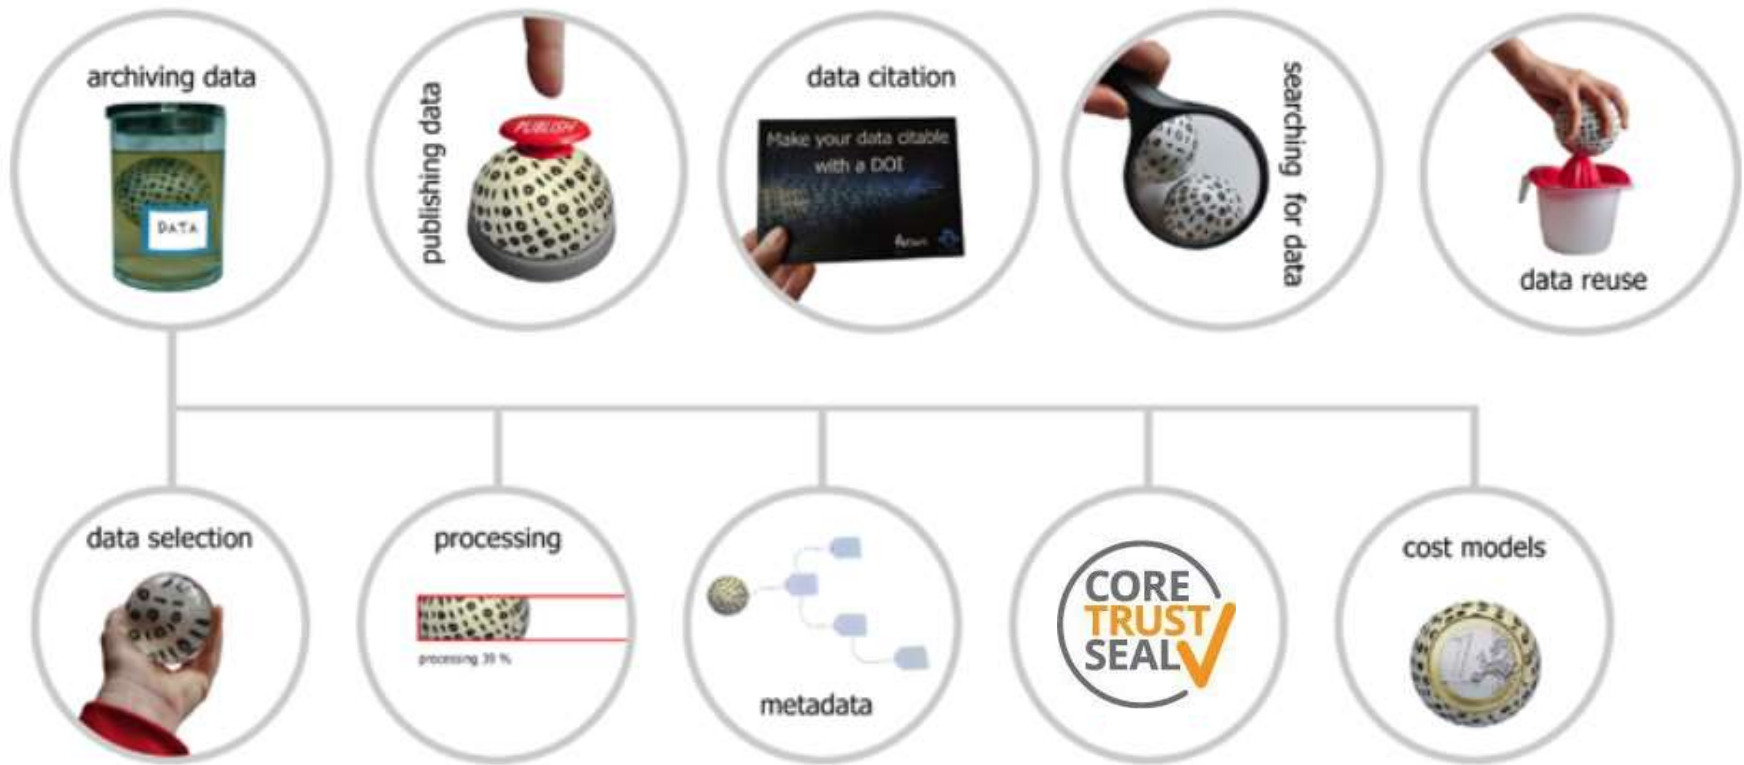 archiving data
DATA
publishing data
PUBLISH
data citation
Make your data citable
with a DOI
searching for data
data reuse
data selection
processing
processing 39 %
metadata
CORE
TRUST
SEAL
cost models
1